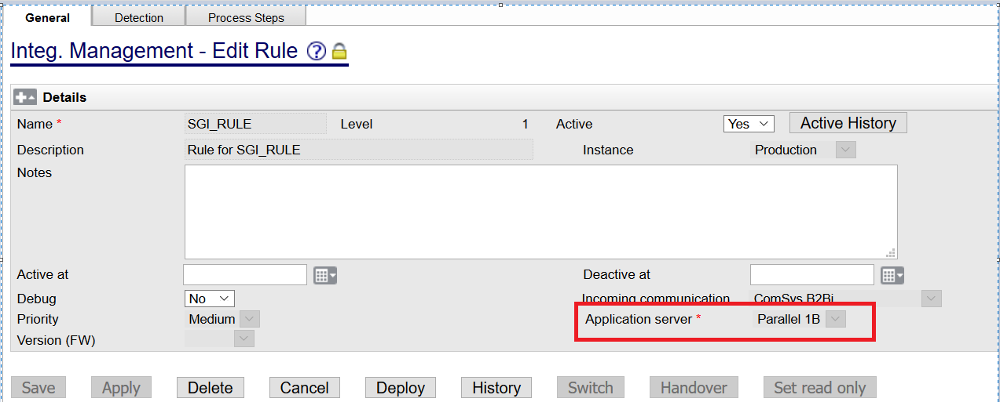 General Detection Process Steps
Integ. Management - Edit Rule ?
Details
Name * SGI_RULE Level 1 Active Yes Active History
Description Rule for SGI_RULE Instance Production
Notes
Active at Deactive at
Debug No Incoming communication ComSys B2Bi
Priority Medium Application server * Parallel 1B
Version (FW)
Save Apply Delete Cancel Deploy History Switch Handover Set read only